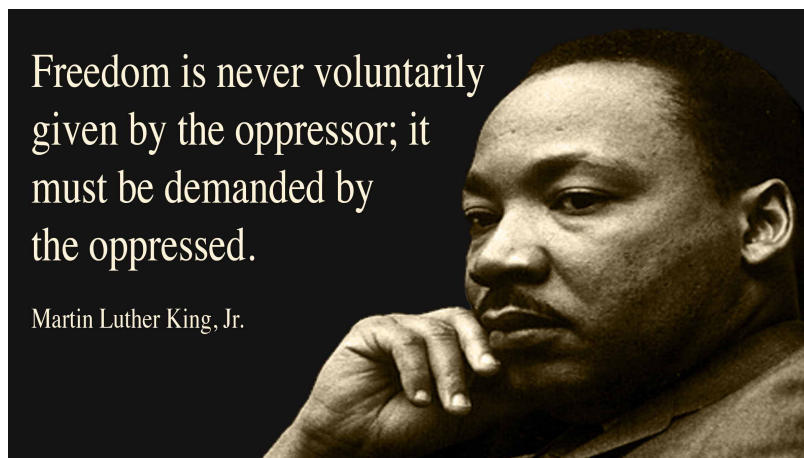 Freedom is never voluntarily
given by the oppressor; it
must be demanded by
the oppressed.
Martin Luther King, Jr.